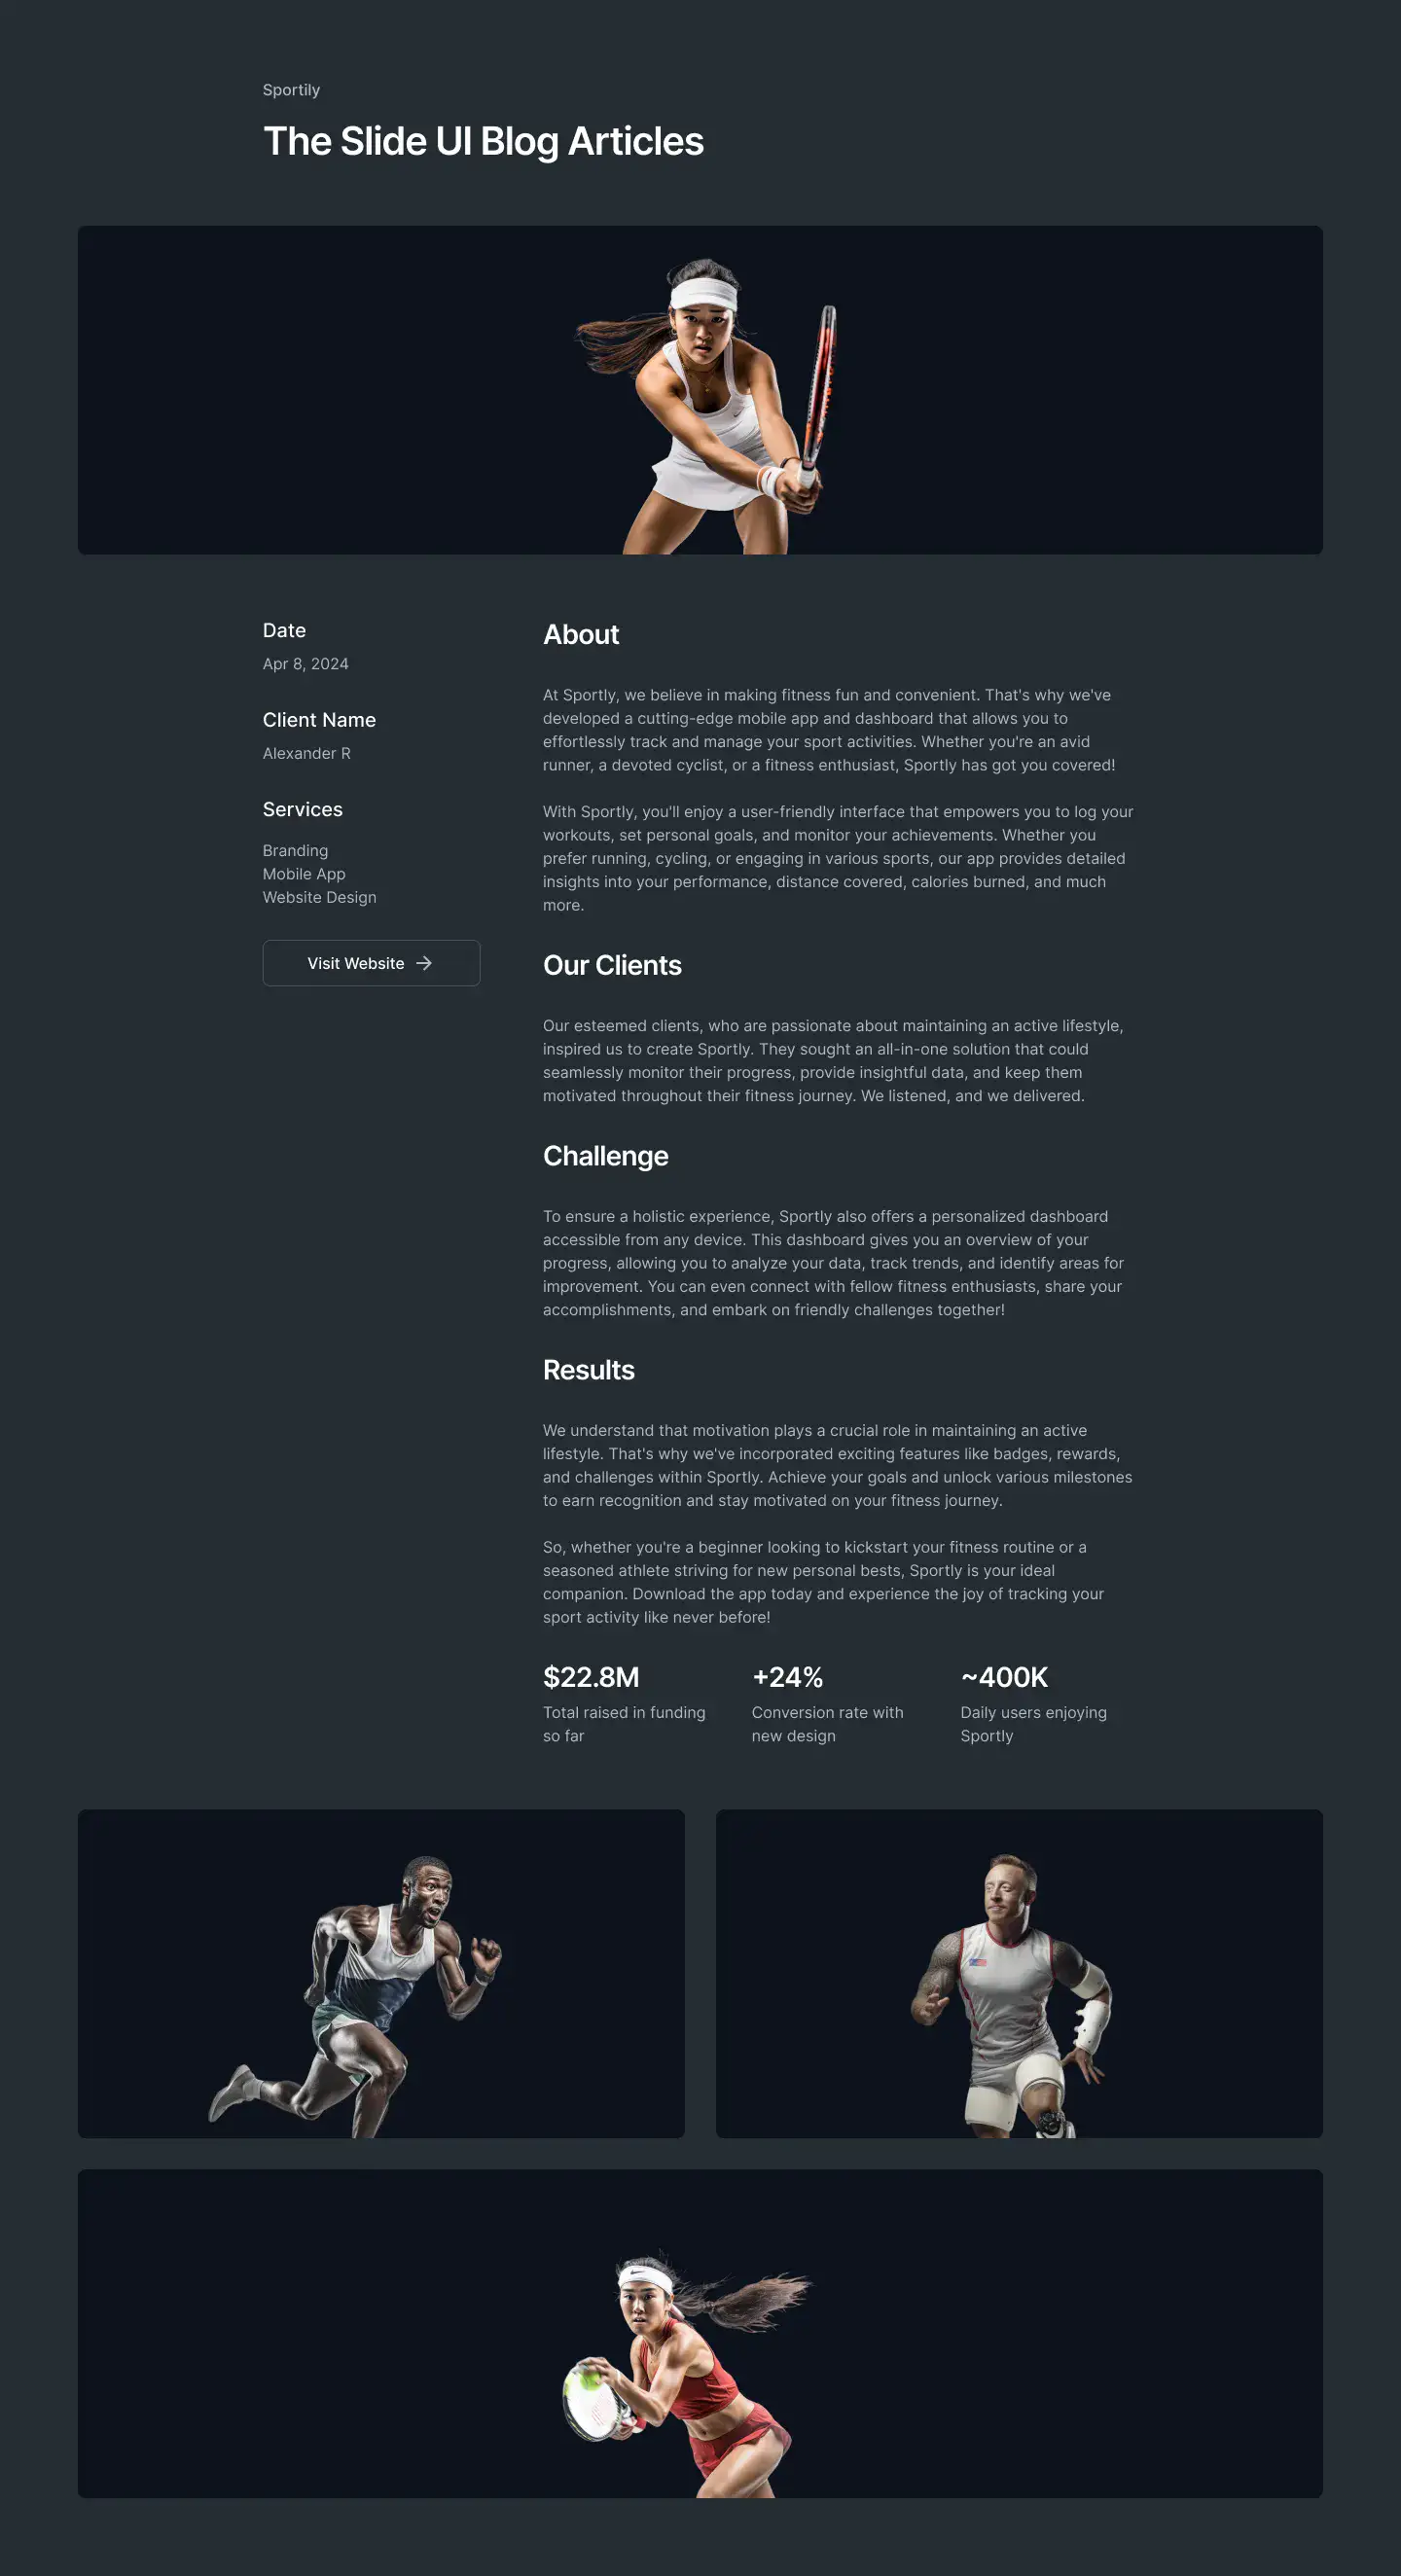 Sportily
The Slide UI Blog Articles
Date
Apr 8, 2024
Client Name
Alexander R
Services
Branding
Mobile App
Website Design
Visit Website
About
At Sportly, we believe in making fitness fun and convenient. That's why we've
developed a cutting-edge mobile app and dashboard that allows you to
effortlessly track and manage your sport activities. Whether you're an avid
runner, a devoted cyclist, or a fitness enthusiast, Sportly has got you covered!
With Sportly, you'll enjoy a user-friendly interface that empowers you to log your
workouts, set personal goals, and monitor your achievements. Whether you
prefer running, cycling, or engaging in various sports, our app provides detailed
insights into your performance, distance covered, calories burned, and much
more.
Our Clients
Our esteemed clients, who are passionate about maintaining an active lifestyle,
inspired us to create Sportly. They sought an all-in-one solution that could
seamlessly monitor their progress, provide insightful data, and keep them
motivated throughout their fitness journey. We listened, and we delivered.
Challenge
To ensure a holistic experience, Sportly also offers a personalized dashboard
accessible from any device. This dashboard gives you an overview of your
progress, allowing you to analyze your data, track trends, and identify areas for
improvement. You can even connect with fellow fitness enthusiasts, share your
accomplishments, and embark on friendly challenges together!
Results
We understand that motivation plays a crucial role in maintaining an active
lifestyle. That's why we've incorporated exciting features like badges, rewards,
and challenges within Sportly. Achieve your goals and unlock various milestones
to earn recognition and stay motivated on your fitness journey.
So, whether you're a beginner looking to kickstart your fitness routine or a
seasoned athlete striving for new personal bests, Sportly is your ideal
companion. Download the app today and experience the joy of tracking your
sport activity like never before!
$22.8M
Total raised in funding
so far
+24%
Conversion rate with
new design
~400K
Daily users enjoying
Sportly